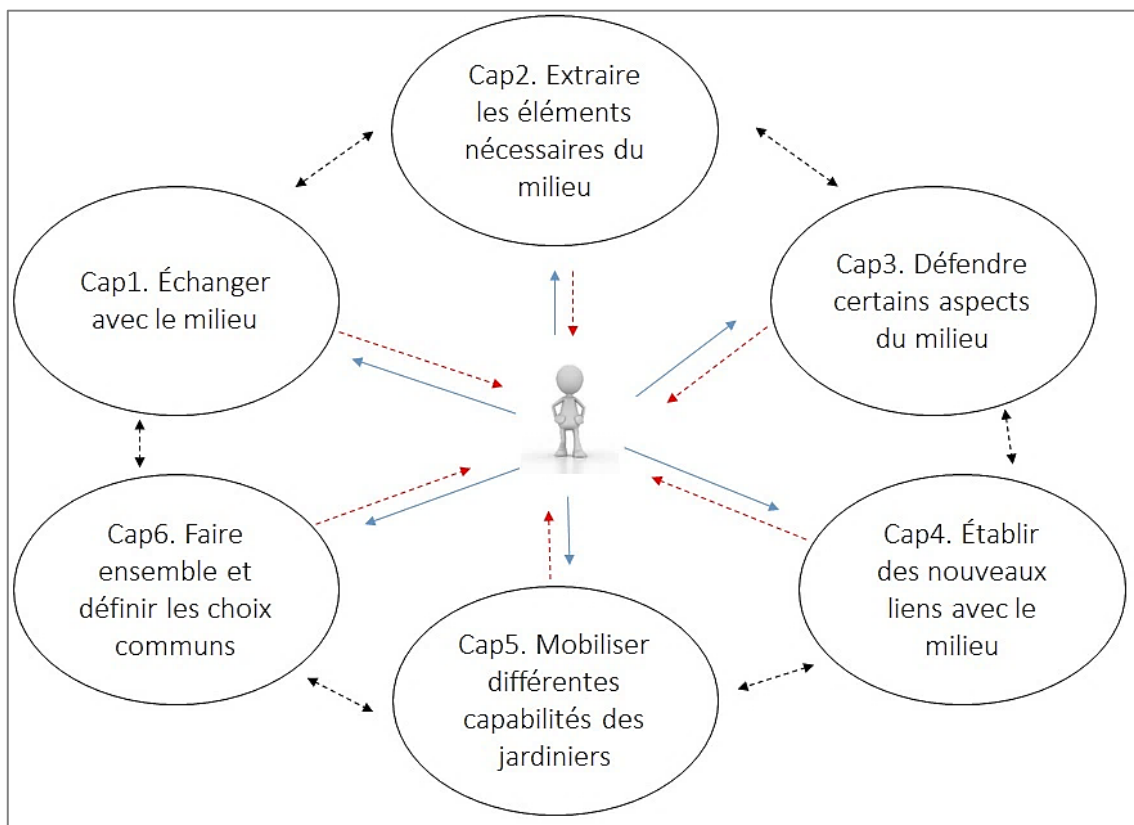 Cap2. Extraire
les éléments
nécessaires du
milieu
Cap1. Échanger
avec le milieu
Cap3. Défendre
certains aspects
du milieu
Cap6. Faire
ensemble et
définir les choix
communs
Cap4. Établir
des nouveaux
liens avec le
milieu
Cap5. Mobiliser
différentes
capabilités des
jardiniers